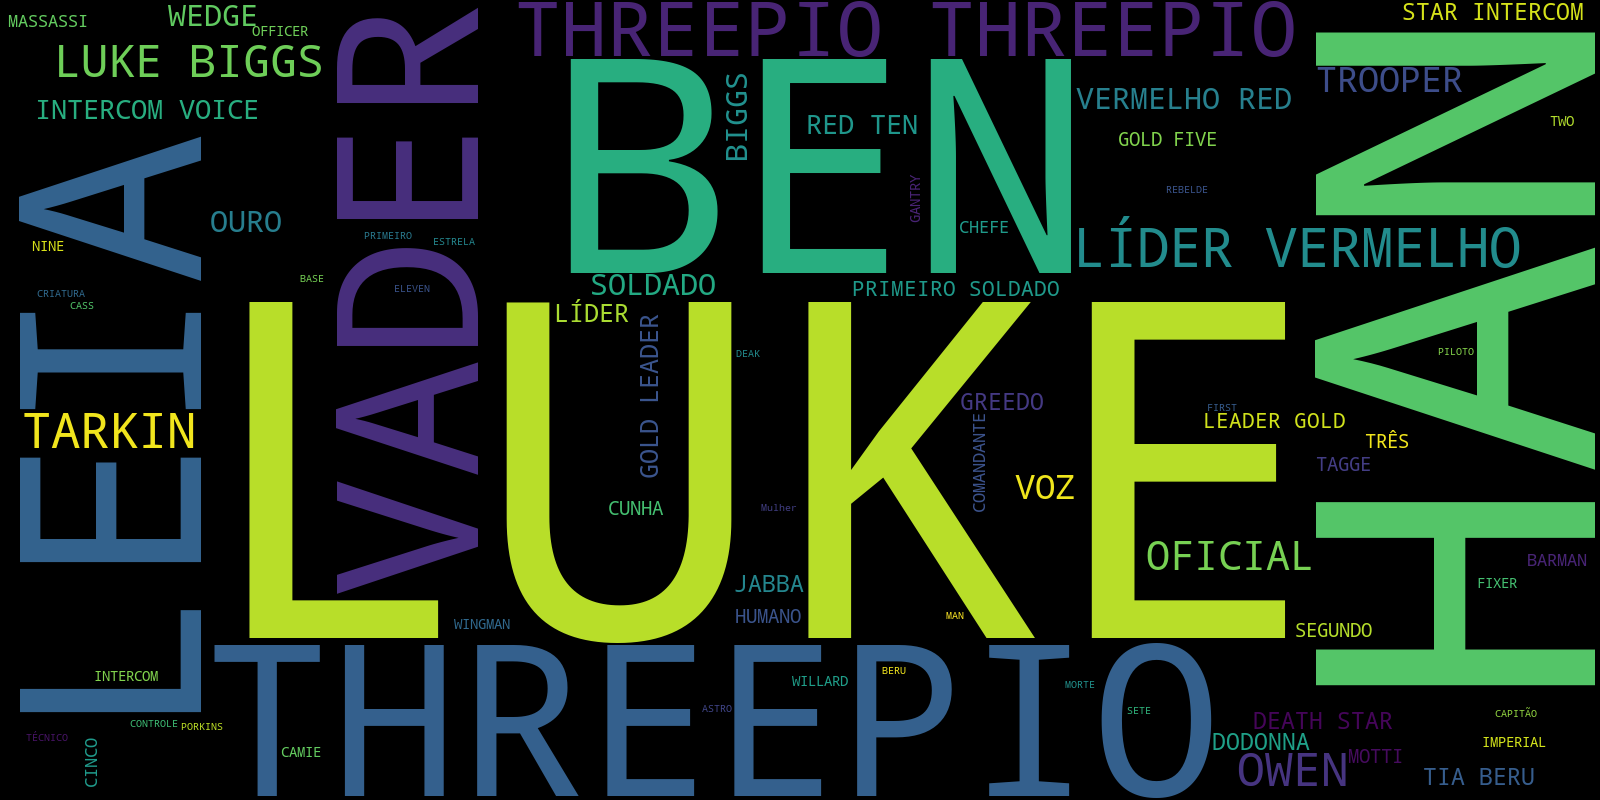 MASSASSI
WEDGE
OFFICER
LUKE BIGGS
INTERCOM VOICE
VADER
THREEPIO THREEPIO
STAR INTERCOM
BEN
BIGGS
RED TEN
GANTRY
CHEFE
VERMELHO RED
GOLD FIVE
REBELDE
TROOPER
TWO
HAN
LEIA
NINE
OURO
PRIMEIRO
ESTRELA
LÍDER VERMELHO
BASE
ELEVEN
CRIATURA
CASS
SOLDADO
PRIMEIRO SOLDADO
LÍDER
LUKE
GOLD LEADER
DEAK
PILOTO
GREEDO
COMANDANTE
FIRST
LEADER GOLD
TRÊS
TAGGE
TARKIN
VOZ
CUNHA
Mulher
OFICIAL
BARMAN
FIXER
JABBA
HUMANO
MAN
WINGMAN
SEGUNDO
THREEPIO
INTERCOM
WILLARD
BERU
MORTE
ASTRO
SETE
CONTROLE
PORKINS
TÉCNICO
CINCO
CAMIE
DEATH STAR
DODONNA
MOTTI
OWEN
CAPITÃO
IMPERIAL
TIA BERU